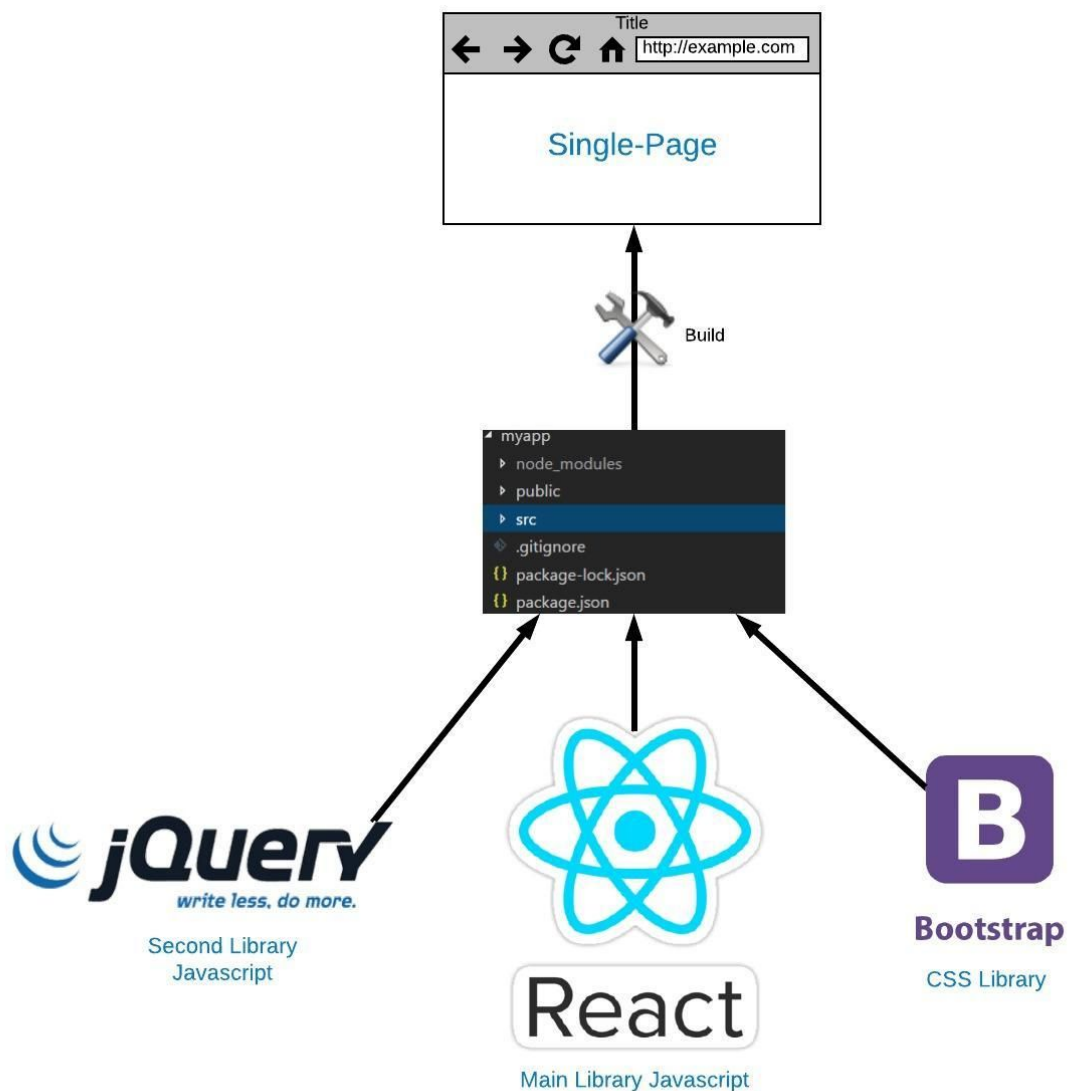 Title
http://example.com
Single-Page
Build
myapp
node_modules
public
src
.gitignore
package-lock.json
package.json
jQuery
write less, do more.
Second Library
Javascript
B
Bootstrap
CSS Library
React
Main Library Javascript